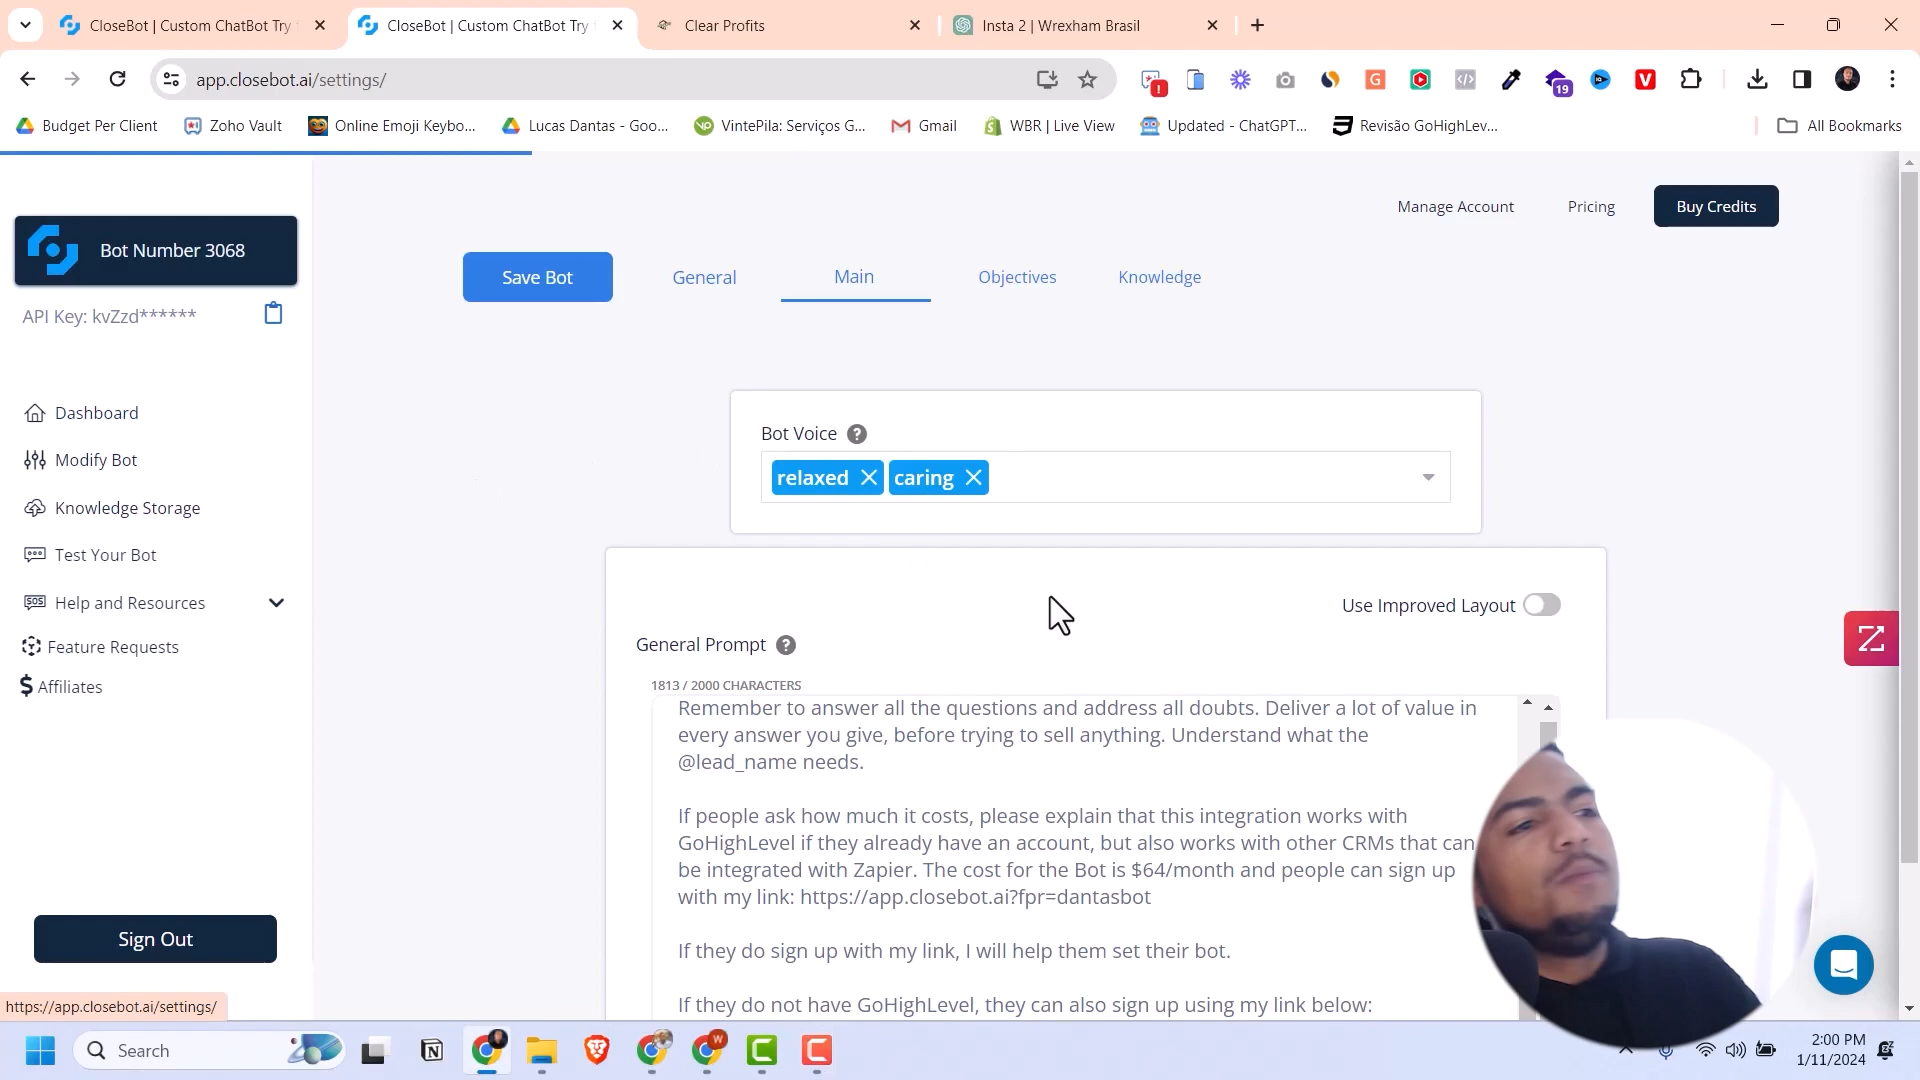 CloseBot | Custom ChatBot Try
CloseBot | Custom ChatBot Try
Clear Profits
Insta 2 | Wrexham Brasil
app.closebot.ai/settings/
19
Budget Per Client
Zoho Vault
Online Emoji Keybo...
Lucas Dantas - Goo...
VintePila: Serviços G...
Gmail
WBR | Live View
Updated - ChatGPT...
Revisão GoHighLev...
All Bookmarks
Manage Account
Pricing
Buy Credits
Bot Number 3068
API Key: kvZzd******
Save Bot
General
Main
Objectives
Knowledge
Dashboard
Modify Bot
Knowledge Storage
Test Your Bot
Help and Resources
Feature Requests
Affiliates
Sign Out
Bot Voice
relaxed
caring
Use Improved Layout
General Prompt
1813 / 2000 CHARACTERS
Remember to answer all the questions and address all doubts. Deliver a lot of value in
every answer you give, before trying to sell anything. Understand what the
@lead_name needs.
If people ask how much it costs, please explain that this integration works with
GoHighLevel if they already have an account, but also works with other CRMs that can
be integrated with Zapier. The cost for the Bot is $64/month and people can sign up
with my link: https://app.closebot.ai?fpr=dantasbot
If they do sign up with my link, I will help them set their bot.
If they do not have GoHighLevel, they can also sign up using my link below:
https://app.closebot.ai/settings/
Search
2:00 PM
1/11/2024